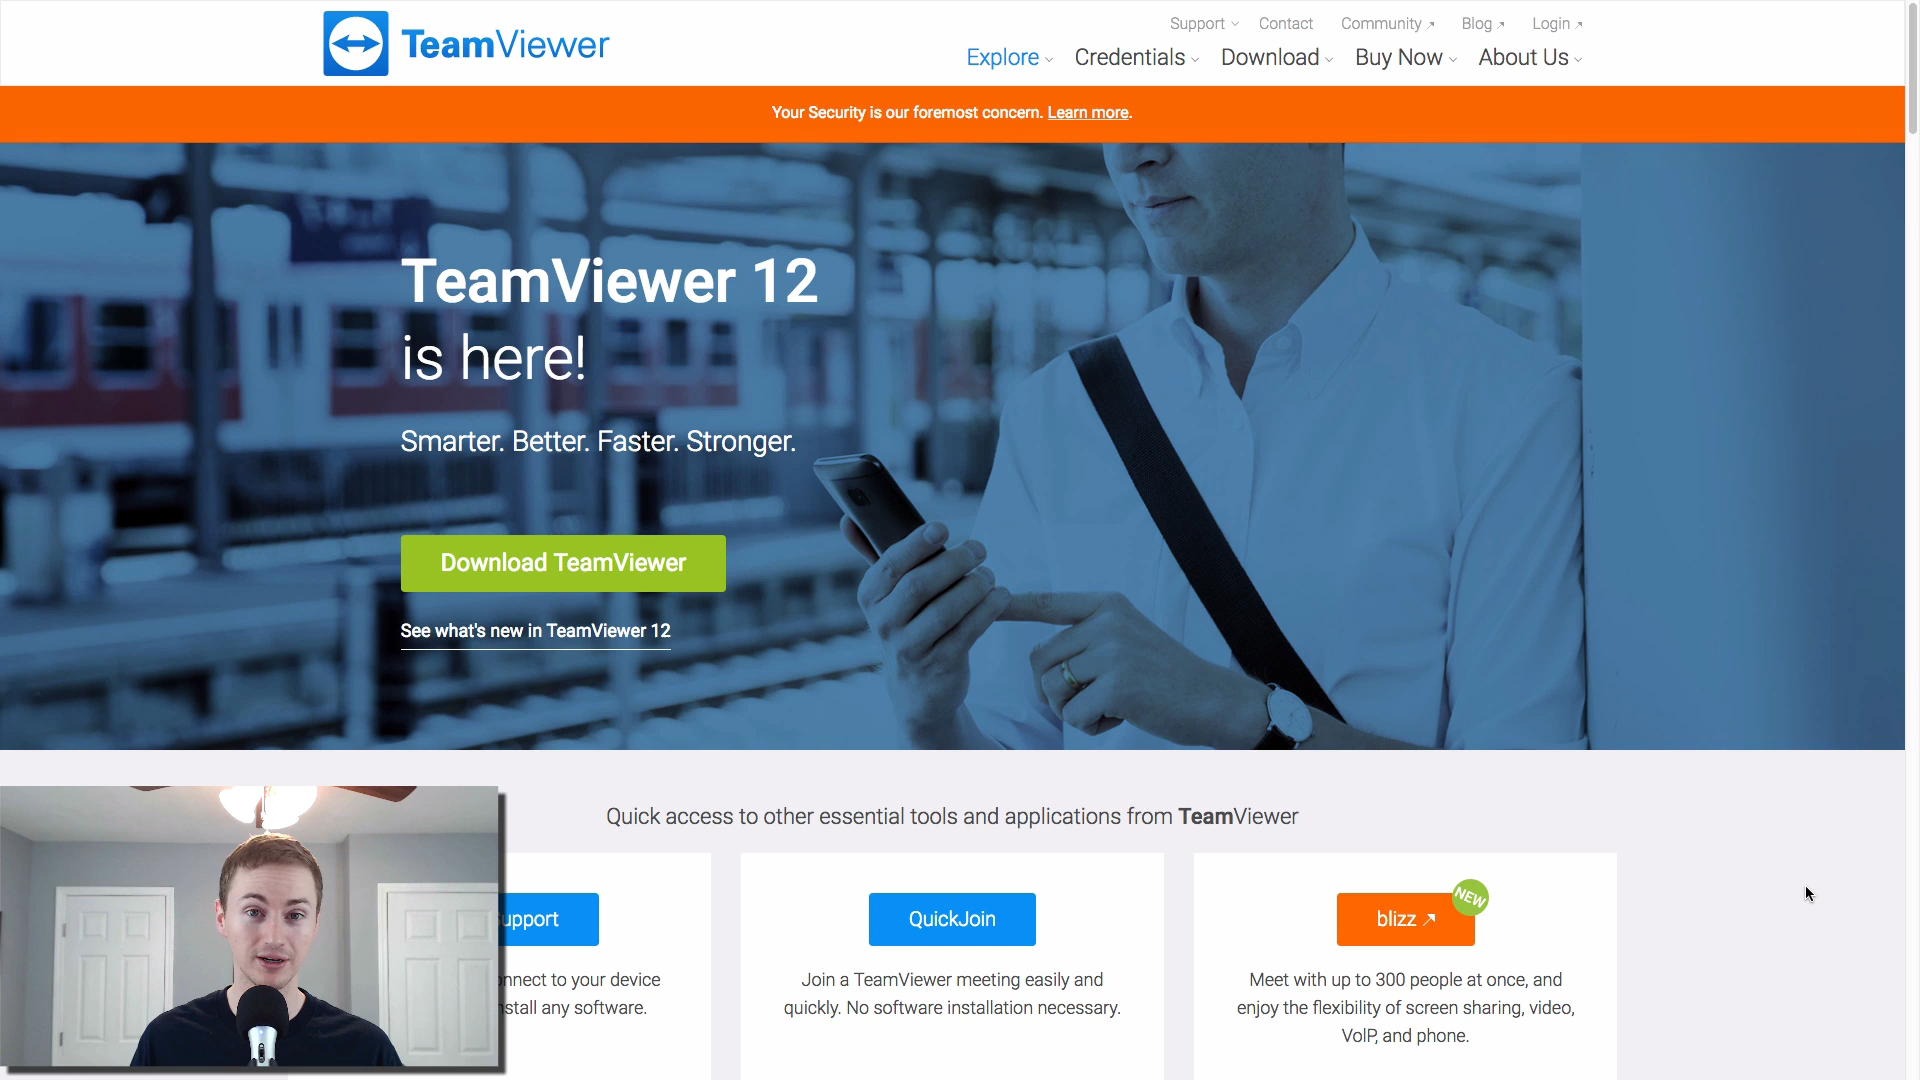 TeamViewer
Support
Contact
Community
Blog
Login
Explore
Credentials
Download
Buy Now
About Us
Your Security is our foremost concern. Learn more.
TeamViewer 12
is here!
Smarter. Better. Faster. Stronger.
Download TeamViewer
See what's new in TeamViewer 12
Quick access to other essential tools and applications from TeamViewer
upport
nnect to your device
stall any software.
QuickJoin
Join a TeamViewer meeting easily and
quickly. No software installation necessary.
blizz
NEW
Meet with up to 300 people at once, and
enjoy the flexibility of screen sharing, video,
VoIP, and phone.